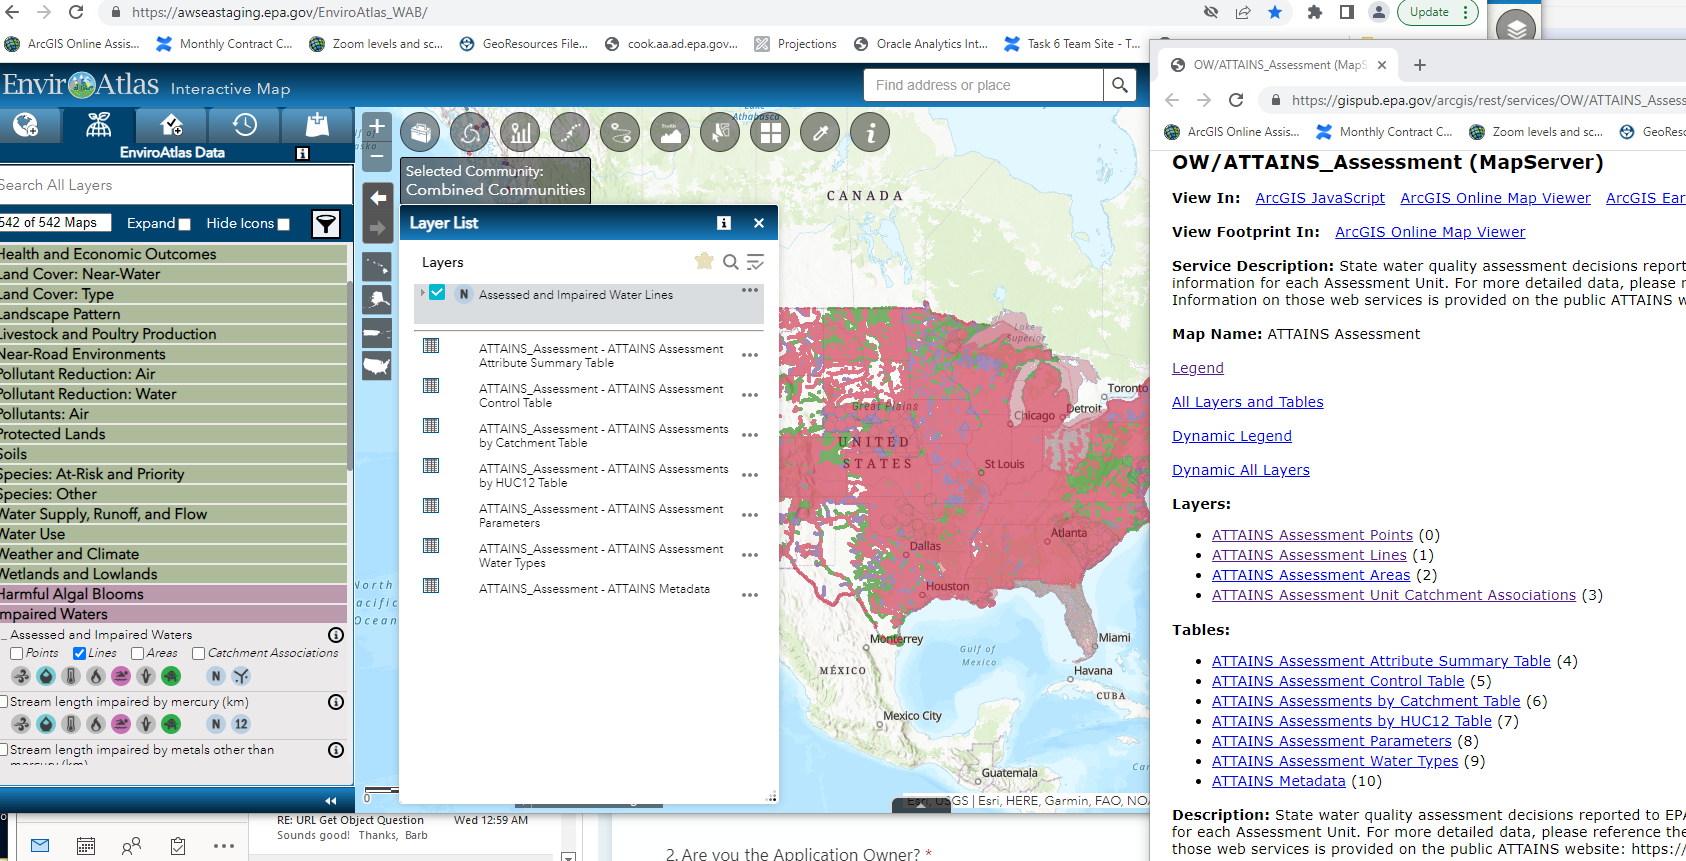 https://awseastaging.epa.gov/EnviroAtlas_WAB/
Update
ArcGIS Online Assis...
Monthly Contract C...
Zoom levels and sc...
GeoResources File...
cook.aa.ad.epa.gov...
Projections
Oracle Analytics Int...
Task 6 Team Site - T...
EnviroAtlas Interactive Map
Find address or place
EnviroAtlas Data
Search All Layers
542 of 542 Maps
Expand
Hide Icons
Health and Economic Outcomes
Land Cover: Near-Water
Land Cover: Type
Landscape Pattern
Livestock and Poultry Production
Near-Road Environments
Pollutant Reduction: Air
Pollutant Reduction: Water
Pollutants: Air
Protected Lands
Soils
Species: At-Risk and Priority
Species: Other
Water Supply, Runoff, and Flow
Water Use
Weather and Climate
Wetlands and Lowlands
Harmful Algal Blooms
mpaired Waters
Assessed and Impaired Waters
Points
Lines
Areas
Catchment Associations
N
Stream length impaired by mercury (km)
N 12
Stream length impaired by metals other than
mercury (km)
Selected Community:
Combined Communities
Layer List
Layers
N Assessed and Impaired Water Lines
ATTAINS_Assessment - ATTAINS Assessment
Attribute Summary Table
ATTAINS_Assessment - ATTAINS Assessment
Control Table
ATTAINS_Assessment - ATTAINS Assessments
by Catchment Table
ATTAINS_Assessment - ATTAINS Assessments
by HUC12 Table
ATTAINS_Assessment - ATTAINS Assessment
Parameters
ATTAINS_Assessment - ATTAINS Assessment
Water Types
ATTAINS_Assessment - ATTAINS Metadata
Lake
Athabasca
CANADA
Lake
Superior
Toronto
Great Plains
Chicago
Detroit
UNITED
STATES
St Louis
Atlanta
Dallas
Houston
North
acific
Ocean
Monterrey
Gulf of
Mexico
Miami
MÉXICO
Havana
CUBA
Mexico City
Car
Guatemala
0
Esri, USGS | Esri, HERE, Garmin, FAO, NOA
RE: URL Get Object Question
Wed 12:59 AM
Sounds good! Thanks, Barb
2. Are you the Application Owner? *
OW/ATTAINS_Assessment (MapS
https://gispub.epa.gov/arcgis/rest/services/OW/ATTAINS_Assess
ArcGIS Online Assis...
Monthly Contract C...
Zoom levels and sc...
GeoReso
OW/ATTAINS_Assessment (MapServer)
View In: ArcGIS JavaScript ArcGIS Online Map Viewer ArcGIS Ear
View Footprint In: ArcGIS Online Map Viewer
Service Description: State water quality assessment decisions report
information for each Assessment Unit. For more detailed data, please r
Information on those web services is provided on the public ATTAINS w
Map Name: ATTAINS Assessment
Legend
All Layers and Tables
Dynamic Legend
Dynamic All Layers
Layers:
ATTAINS Assessment Points (0)
ATTAINS Assessment Lines (1)
ATTAINS Assessment Areas (2)
ATTAINS Assessment Unit Catchment Associations (3)
Tables:
ATTAINS Assessment Attribute Summary Table (4)
ATTAINS Assessment Control Table (5)
ATTAINS Assessments by Catchment Table (6)
ATTAINS Assessments by HUC12 Table (7)
ATTAINS Assessment Parameters (8)
ATTAINS Assessment Water Types (9)
ATTAINS Metadata (10)
Description: State water quality assessment decisions reported to EPA
for each Assessment Unit. For more detailed data, please reference the
those web services is provided on the public ATTAINS website: https:/